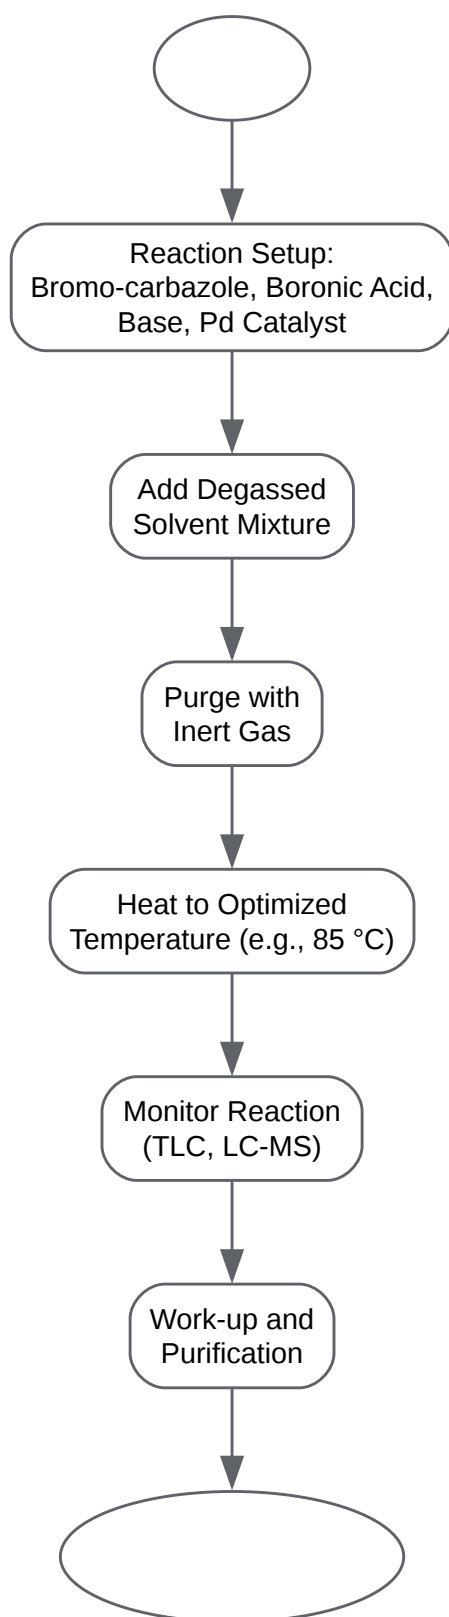 Reaction Setup:
Bromo-carbazole, Boronic Acid,
Base, Pd Catalyst
Add Degassed
Solvent Mixture
Purge with
Inert Gas
Heat to Optimized
Temperature (e.g., 85 °C)
Monitor Reaction
(TLC, LC-MS)
Work-up and
Purification